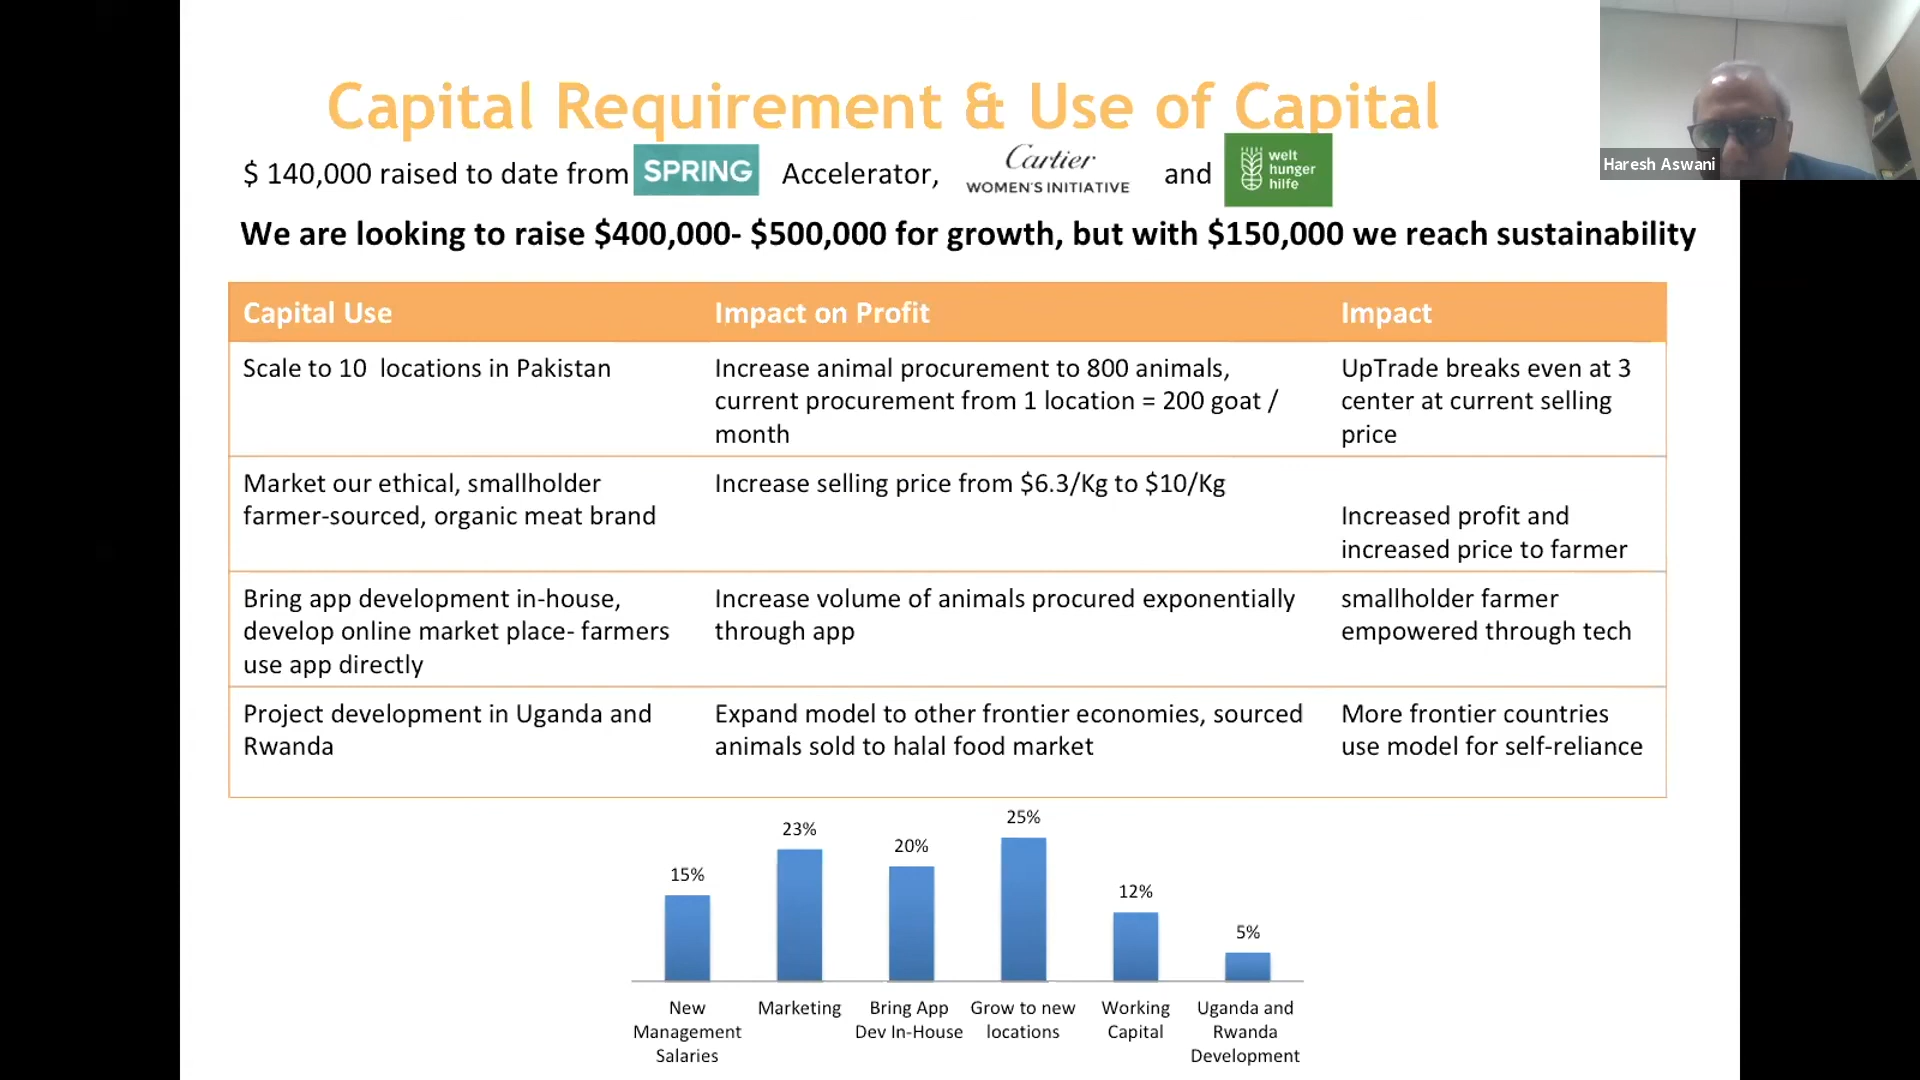 Capital Requirement & Use of Capital
Haresh Aswani
$ 140,000 raised to date from SPRING Accelerator, Cartier WOMEN'S INITIATIVE and welt hunger hilfe
We are looking to raise $400,000- $500,000 for growth, but with $150,000 we reach sustainability
Capital Use Impact on Profit Impact
Scale to 10  locations in Pakistan
Increase animal procurement to 800 animals,
current procurement from 1 location = 200 goat /
month
UpTrade breaks even at 3
center at current selling
price
Market our ethical, smallholder
farmer-sourced, organic meat brand
Increase selling price from $6.3/Kg to $10/Kg
Increased profit and
increased price to farmer
Bring app development in-house,
develop online market place- farmers
use app directly
Increase volume of animals procured exponentially
through app
smallholder farmer
empowered through tech
Project development in Uganda and
Rwanda
Expand model to other frontier economies, sourced
animals sold to halal food market
More frontier countries
use model for self-reliance
15%
23%
20%
25%
12%
5%
New
Management
Salaries
Marketing
Bring App
Dev In-House
Grow to new
locations
Working
Capital
Uganda and
Rwanda
Development